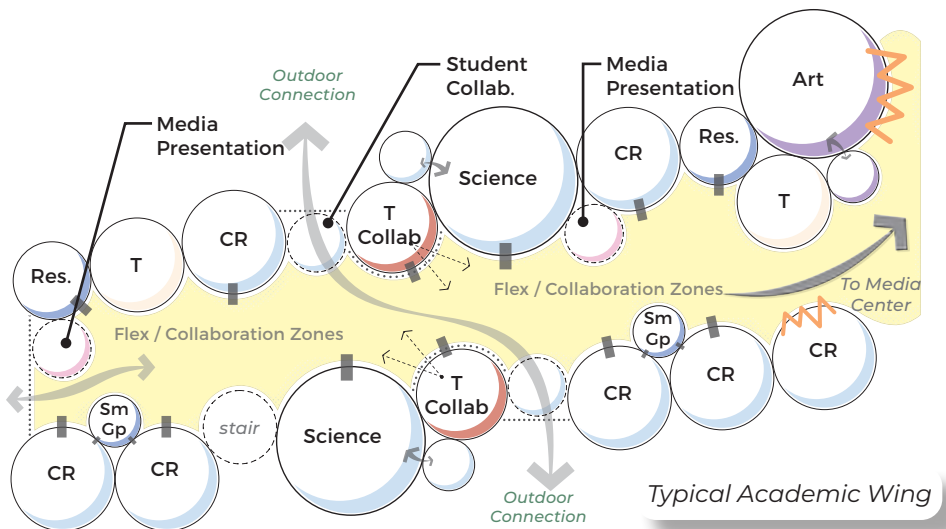 Outdoor
Connection
Student
Collab.
Media
Presentation
Art
Media
Presentation
Res.
CR
Science
T
Collab
T
CR
T
Res.
Flex / Collaboration Zones
To Media
Center
Flex / Collaboration Zones
Sm
Gp
CR
CR
CR
T
Collab
Sm
Gp
stair
Science
CR
CR
Outdoor
Connection
Typical Academic Wing